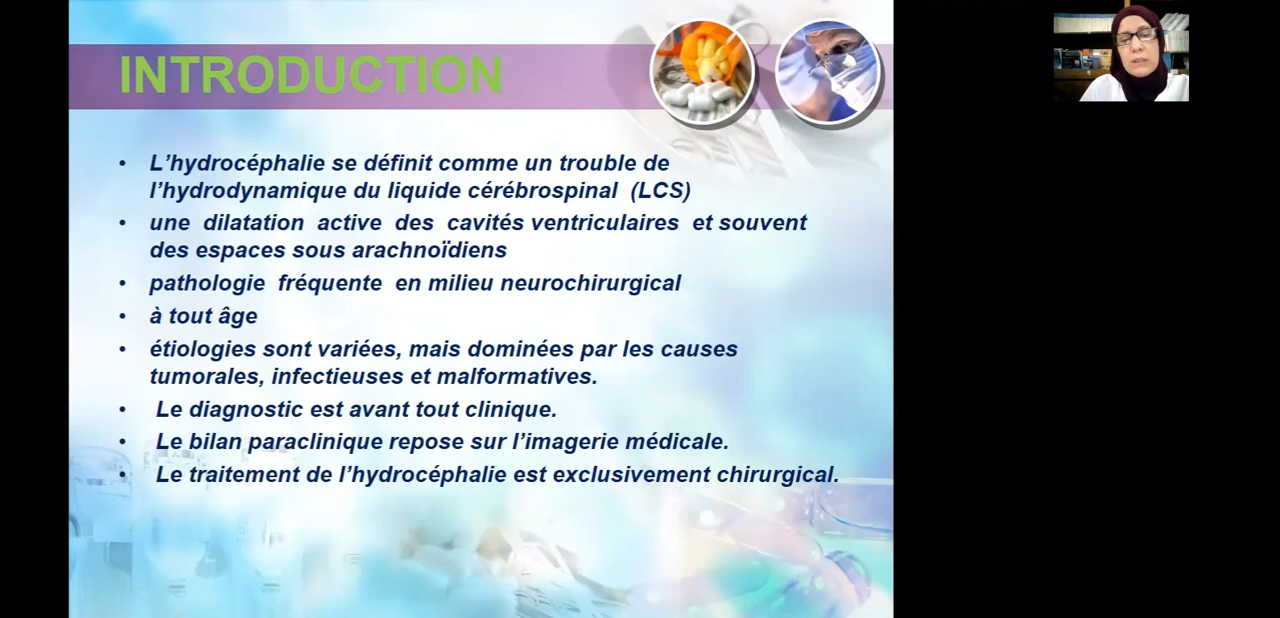 INTRODUCTION
• L’hydrocéphalie se définit comme un trouble de
l’hydrodynamique du liquide cérébrospinal (LCS)
• une dilatation active des cavités ventriculaires et souvent
des espaces sous arachnoïdiens
• pathologie fréquente en milieu neurochirurgical
• à tout âge
• étiologies sont variées, mais dominées par les causes
tumorales, infectieuses et malformatives.
• Le diagnostic est avant tout clinique.
• Le bilan paraclinique repose sur l’imagerie médicale.
• Le traitement de l’hydrocéphalie est exclusivement chirurgical.